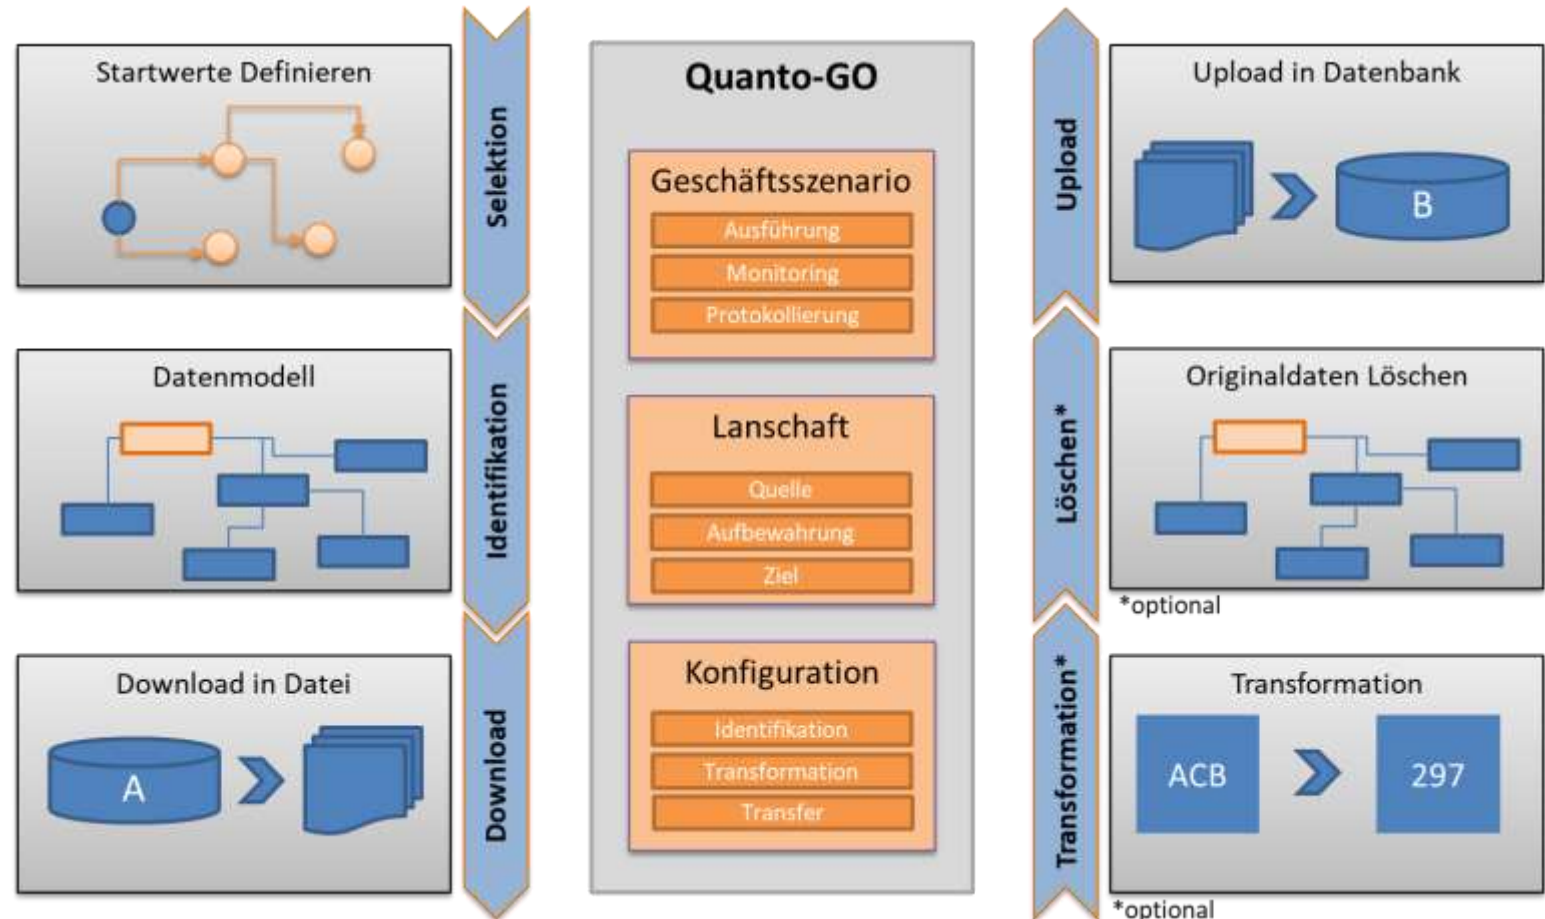 Startwerte Definieren
Selektion
Datenmodell
Identifikation
Download in Datei
A
Download
Quanto-GO
Geschäftsszenario
Ausführung
Monitoring
Protokollierung
Lanschaft
Quelle
Aufbewahrung
Ziel
Konfiguration
Identifikation
Transformation
Transfer
Upload
Upload in Datenbank
B
Löschen*
Originaldaten Löschen
*optional
Transformation*
Transformation
ACB
297
*optional